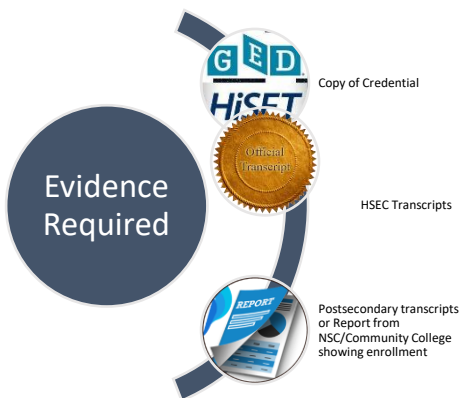 GED
HiSET
Copy of Credential
Official
Transcript
Evidence
Required
HSEC Transcripts
REPORT
Postsecondary transcripts
or Report from
NSC/Community College
showing enrollment